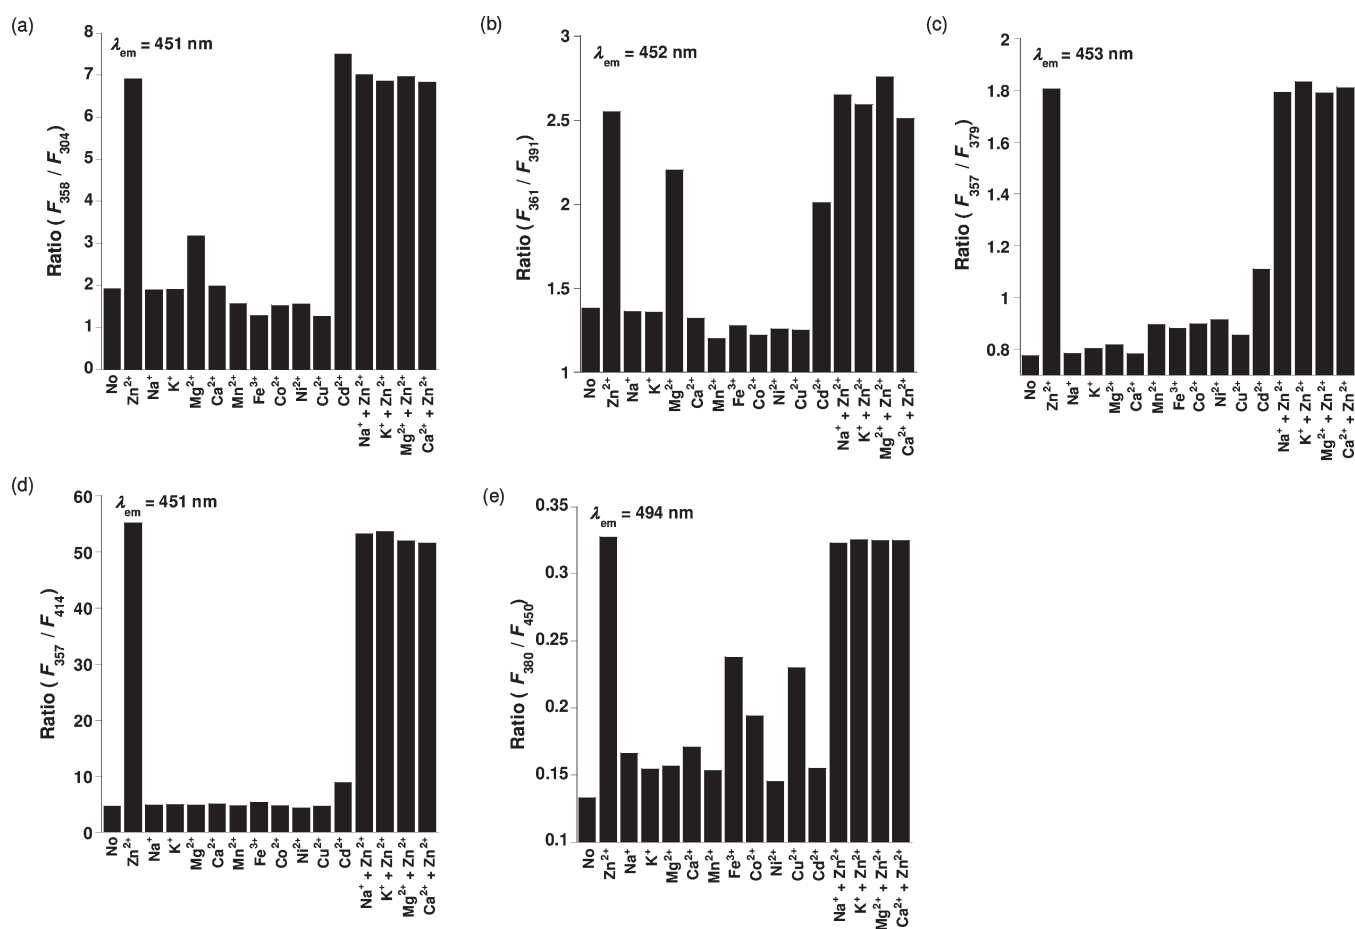 (a)
λem = 451 nm
Ratio ( F358 / F304)
8
7
6
5
4
3
2
1
0
No
Zn2+
Na+
K+
Mg2+
Ca2+
Mn2+
Fe3+
Co2+
Ni2+
Cu2+
Cd2+
Na+ + Zn2+
K+ + Zn2+
Mg2+ + Zn2+
Ca2+ + Zn2+
(b)
λem = 452 nm
Ratio ( F361 / F391)
3
2.5
2
1.5
1
No
Zn2+
Na+
K+
Mg2+
Ca2+
Mn2+
Fe3+
Co2+
Ni2+
Cu2+
Cd2+
Na+ + Zn2+
K+ + Zn2+
Mg2+ + Zn2+
Ca2+ + Zn2+
(c)
λem = 453 nm
Ratio ( F357 / F379)
2
1.8
1.6
1.4
1.2
1
0.8
No
Zn2+
Na+
K+
Mg2+
Ca2+
Mn2+
Fe3+
Co2+
Ni2+
Cu2+
Cd2+
Na+ + Zn2+
K+ + Zn2+
Mg2+ + Zn2+
Ca2+ + Zn2+
(d)
λem = 451 nm
Ratio ( F357 / F414)
60
50
40
30
20
10
0
No
Zn2+
Na+
K+
Mg2+
Ca2+
Mn2+
Fe3+
Co2+
Ni2+
Cu2+
Cd2+
Na+ + Zn2+
K+ + Zn2+
Mg2+ + Zn2+
Ca2+ + Zn2+
(e)
λem = 494 nm
Ratio ( F380 / F450)
0.35
0.3
0.25
0.2
0.15
0.1
No
Zn2+
Na+
K+
Mg2+
Ca2+
Mn2+
Fe3+
Co2+
Ni2+
Cu2+
Cd2+
Na+ + Zn2+
K+ + Zn2+
Mg2+ + Zn2+
Ca2+ + Zn2+